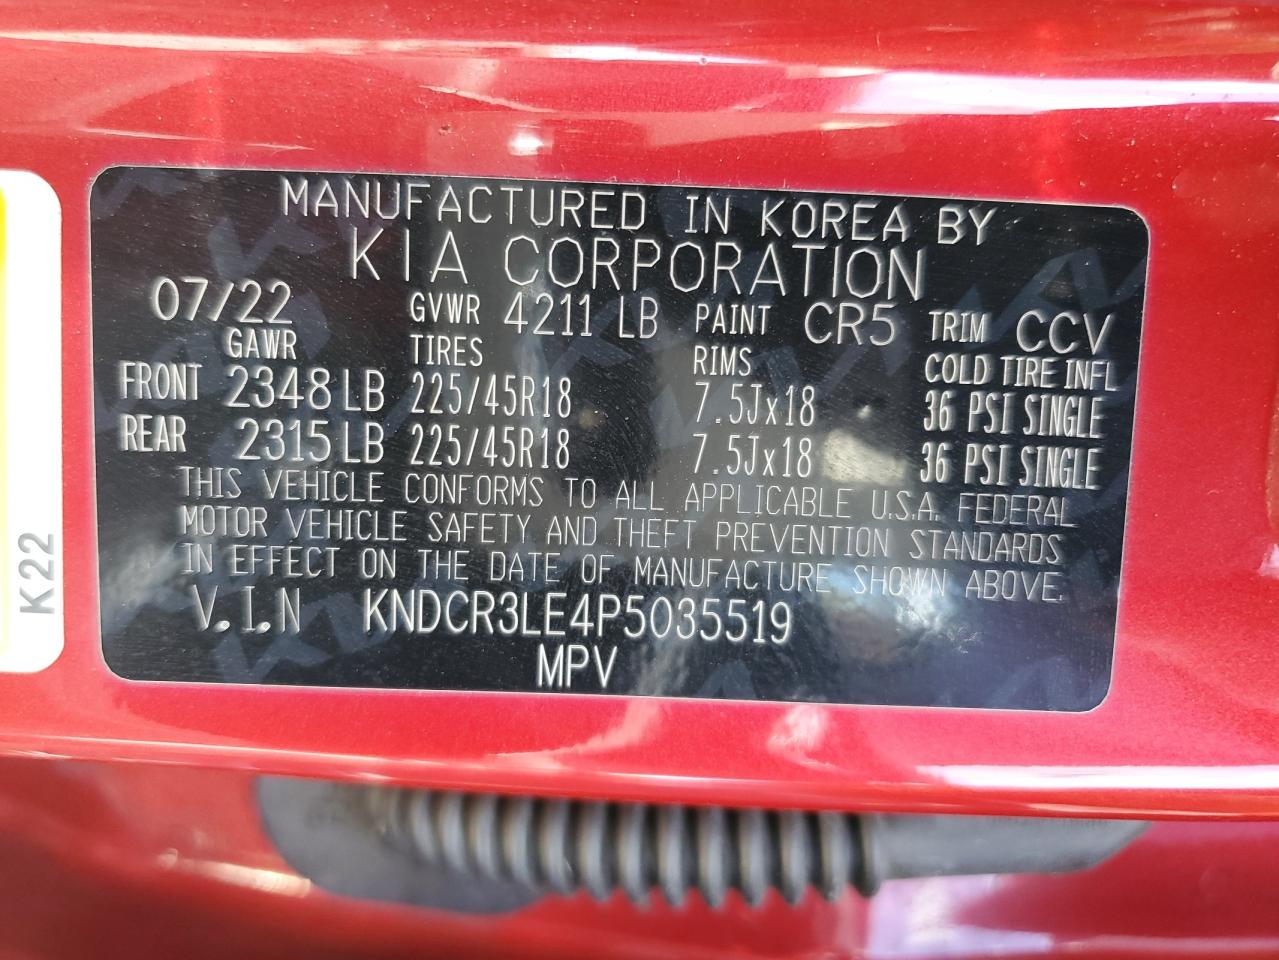 MANUFACTURED IN KOREA BY
KIA CORPORATION
07/22 GVWR 4211 LB PAINT CR5 TRIM CCV
GAWR TIRES RIMS COLD TIRE INFL
FRONT 2348 LB 225/45R18 7.5Jx18 36 PSI SINGLE
REAR 2315 LB 225/45R18 7.5Jx18 36 PSI SINGLE
THIS VEHICLE CONFORMS TO ALL APPLICABLE U.S.A. FEDERAL
MOTOR VEHICLE SAFETY AND THEFT PREVENTION STANDARDS
IN EFFECT ON THE DATE OF MANUFACTURE SHOWN ABOVE.
V.I.N KNDCR3LE4P5035519
MPV
K22